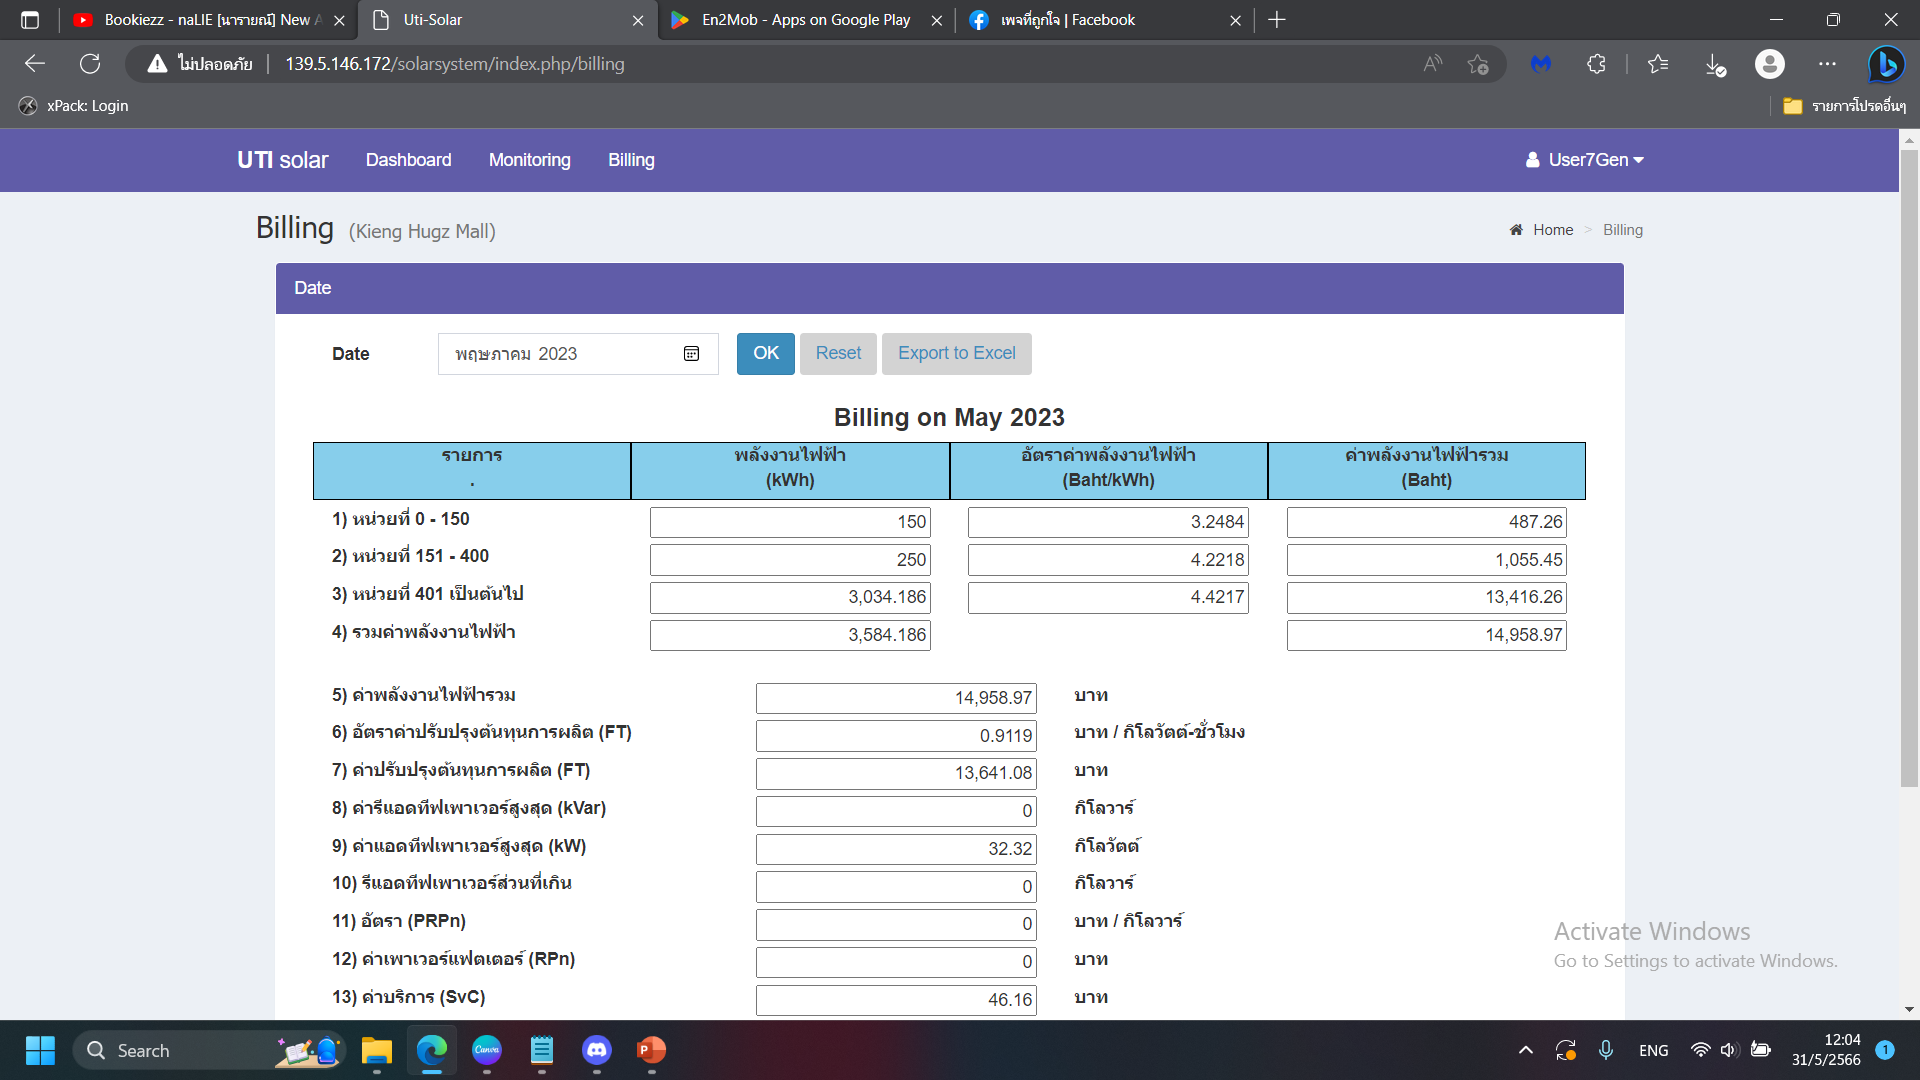 Bookiezz - naLIE [นารายณ์] New A
Uti-Solar
En2Mob - Apps on Google Play
เพจที่ถูกใจ | Facebook
ไม่ปลอดภัย
139.5.146.172/solarsystem/index.php/billing
xPack: Login
รายการโปรดอื่นๆ
UTI solar
Dashboard
Monitoring
Billing
User7Gen
Billing (Kieng Hugz Mall)
Home > Billing
Date
Date
พฤษภาคม 2023
OK
Reset
Export to Excel
Billing on May 2023
รายการ
.
พลังงานไฟฟ้า
(kWh)
อัตราค่าพลังงานไฟฟ้า
(Baht/kWh)
ค่าพลังงานไฟฟ้ารวม
(Baht)
1) หน่วยที่ 0 - 150 150 3.2484 487.26
2) หน่วยที่ 151 - 400 250 4.2218 1,055.45
3) หน่วยที่ 401 เป็นต้นไป 3,034.186 4.4217 13,416.26
4) รวมค่าพลังงานไฟฟ้า 3,584.186 14,958.97
5) ค่าพลังงานไฟฟ้ารวม 14,958.97 บาท
6) อัตราค่าปรับปรุงต้นทุนการผลิต (FT) 0.9119 บาท / กิโลวัตต์-ชั่วโมง
7) ค่าปรับปรุงต้นทุนการผลิต (FT) 13,641.08 บาท
8) ค่ารีแอดทีฟเพาเวอร์สูงสุด (kVar) 0 กิโลวาร์
9) ค่าแอดทีฟเพาเวอร์สูงสุด (kW) 32.32 กิโลวัตต์
10) รีแอดทีฟเพาเวอร์ส่วนที่เกิน 0 กิโลวาร์
11) อัตรา (PRPn) 0 บาท / กิโลวาร์
12) ค่าเพาเวอร์แฟตเตอร์ (RPn) 0 บาท
13) ค่าบริการ (SvC) 46.16 บาท
Activate Windows
Go to Settings to activate Windows.
Search
Canva
ENG
12:04
31/5/2566
1